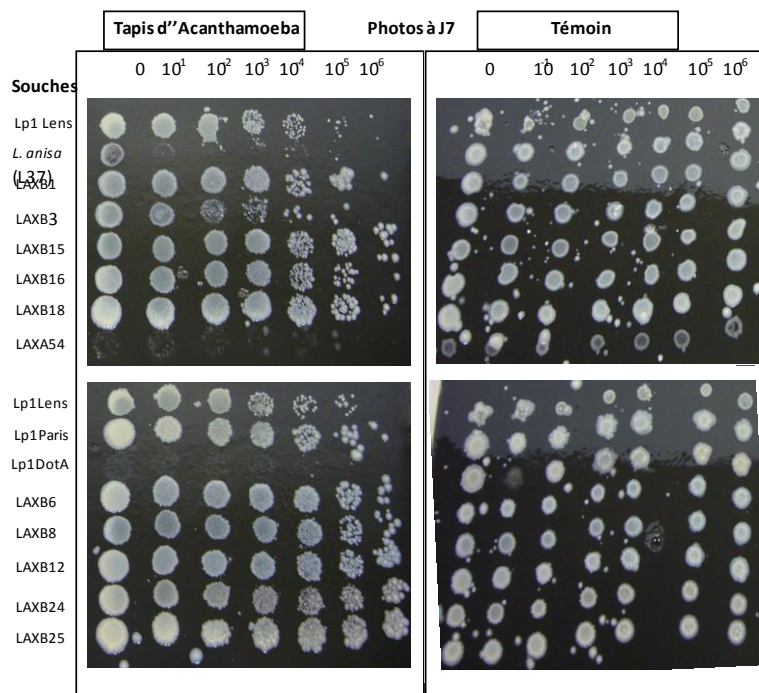 Tapis d''Acanthamoeba
Photos à J7
Témoin
0 10¹ 10² 10³ 10⁴ 10⁵ 10⁶
0 10¹ 10² 10³ 10⁴ 10⁵ 10⁶
Souches
Lp1 Lens
L. anisa
(L37)
LAXB1
LAXB3
LAXB15
LAXB16
LAXB18
LAXA54
Lp1Lens
Lp1Paris
Lp1DotA
LAXB6
LAXB8
LAXB12
LAXB24
LAXB25